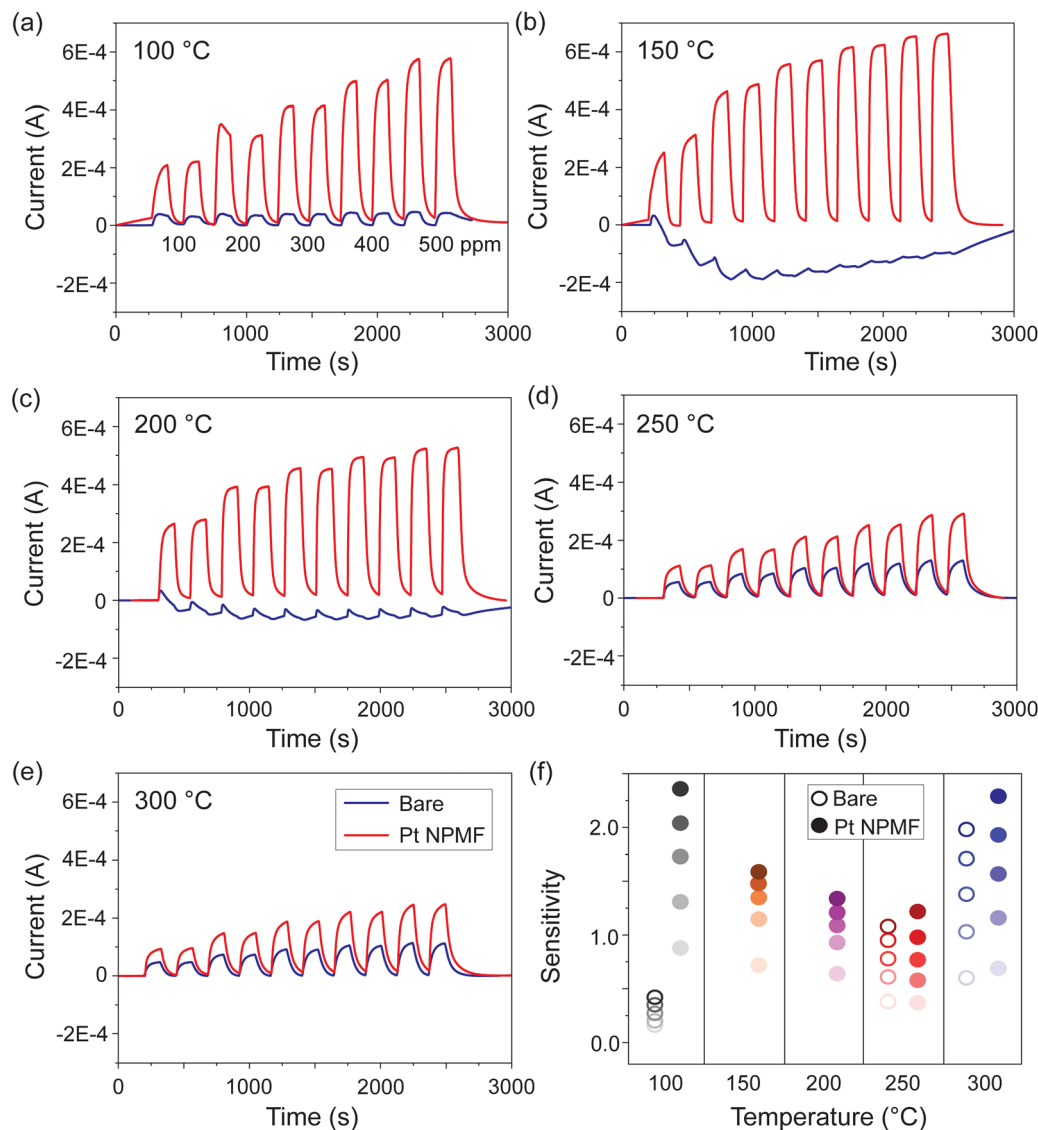 (a)
100 °C
6E-4
4E-4
2E-4
0
-2E-4
Current (A)
100 200 300 400 500 ppm
0 1000 2000 3000
Time (s)
(b)
150 °C
6E-4
4E-4
2E-4
0
-2E-4
Current (A)
0 1000 2000 3000
Time (s)
(c)
200 °C
6E-4
4E-4
2E-4
0
-2E-4
Current (A)
0 1000 2000 3000
Time (s)
(d)
250 °C
6E-4
4E-4
2E-4
0
-2E-4
Current (A)
0 1000 2000 3000
Time (s)
(e)
300 °C
Bare
Pt NPMF
6E-4
4E-4
2E-4
0
-2E-4
Current (A)
0 1000 2000 3000
Time (s)
(f)
Bare
Pt NPMF
2.0
1.0
0.0
Sensitivity
100 150 200 250 300
Temperature (°C)